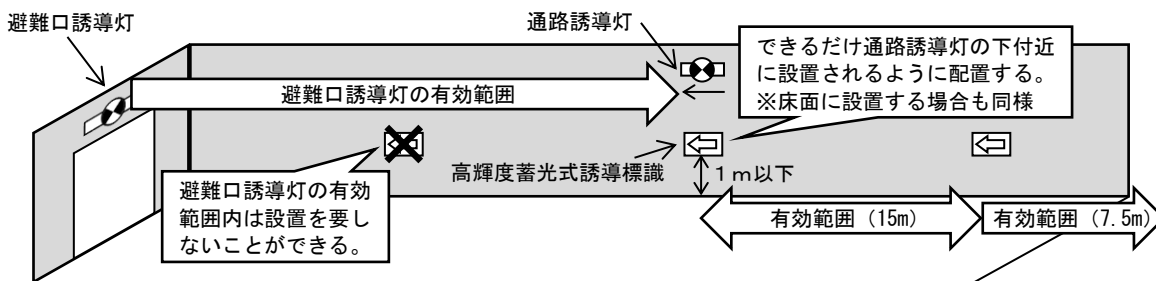 避難口誘導灯
通路誘導灯
できるだけ通路誘導灯の下付近
に設置されるように配置する。
※床面に設置する場合も同様
避難口誘導灯の有効範囲
高輝度蓄光式誘導標識
1m以下
避難口誘導灯の有効
範囲内は設置を要し
ないことができる。
有効範囲（15m）
有効範囲（7.5m）